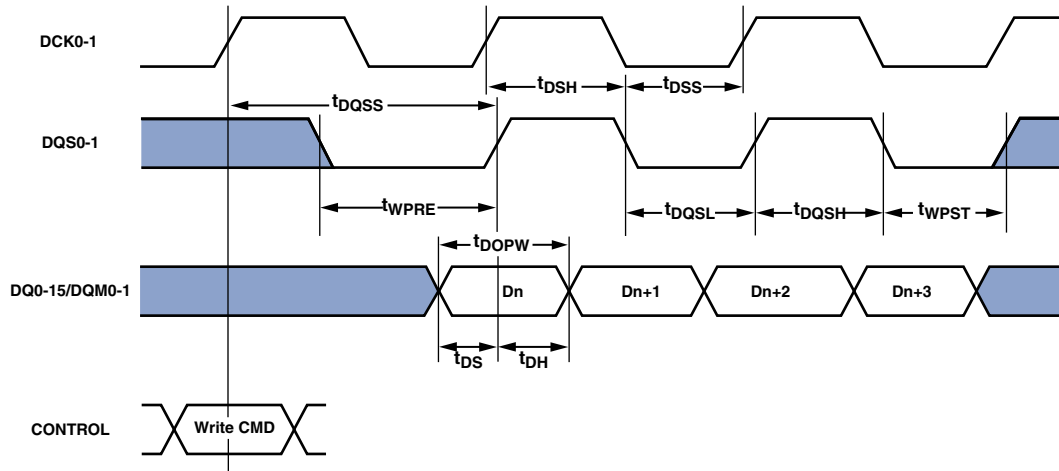 DCK0-1
tDSH
tDSS
tDQSS
DQS0-1
tWPRE
tDQSL
tDQSH
tWPST
tDOPW
DQ0-15/DQM0-1
Dn
Dn+1
Dn+2
Dn+3
tDS
tDH
CONTROL
Write CMD